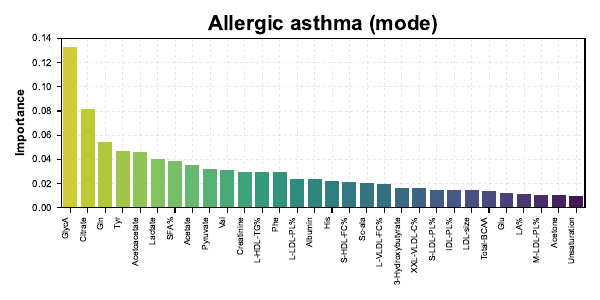 Allergic asthma (mode)
Importance
0.14
0.12
0.10
0.08
0.06
0.04
0.02
0.00
GlycA
Citrate
Gln
Tyr
Acetoacetate
Lactate
SFA%
Acetate
Pyruvate
Val
Creatinine
L-HDL-TG%
Phe
L-LDL-PL%
Albumin
His
S-HDL-FC%
Sc-ala
L-VLDL-FC%
3-Hydroxybutyrate
XXL-VLDL-C%
S-LDL-PL%
IDL-PL%
LDL-size
Total-BCAA
Glu
LA%
M-LDL-PL%
Acetone
Unsaturation